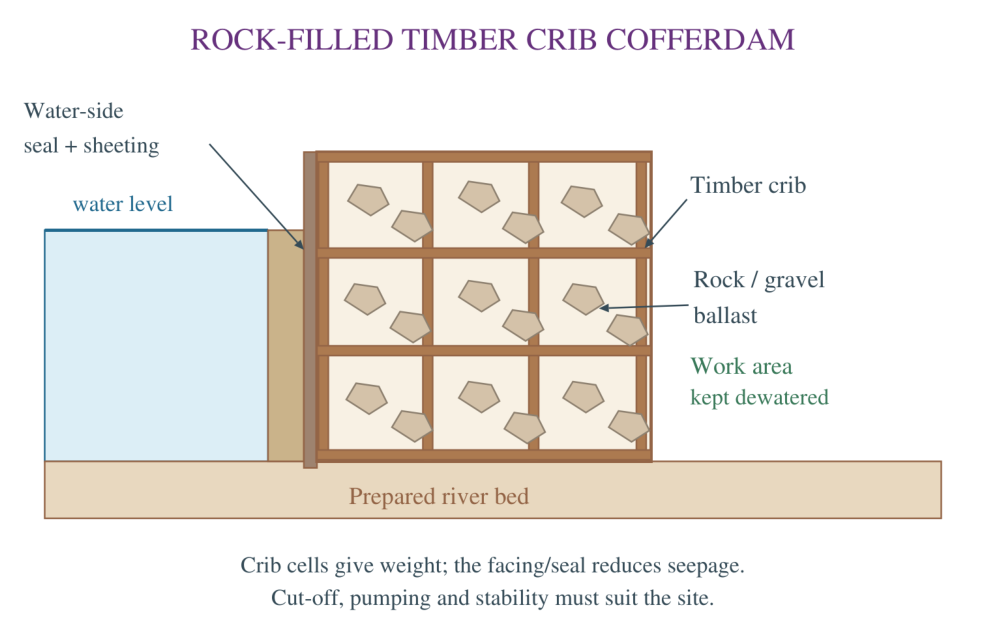 ROCK-FILLED TIMBER CRIB COFFERDAM
Water-side
seal + sheeting
water level
Timber crib
Rock / gravel
ballast
Work area
kept dewatered
Prepared river bed
Crib cells give weight; the facing/seal reduces seepage.
Cut-off, pumping and stability must suit the site.